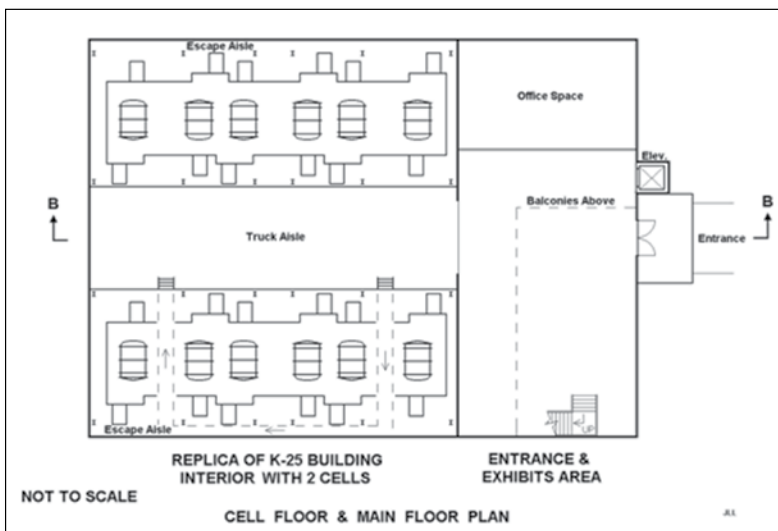 Escape Aisle
Office Space
Elev.
B
Balconies Above
B
Truck Aisle
Entrance
UP
Escape Aisle
REPLICA OF K-25 BUILDING
INTERIOR WITH 2 CELLS
ENTRANCE &
EXHIBITS AREA
NOT TO SCALE
CELL FLOOR & MAIN FLOOR PLAN